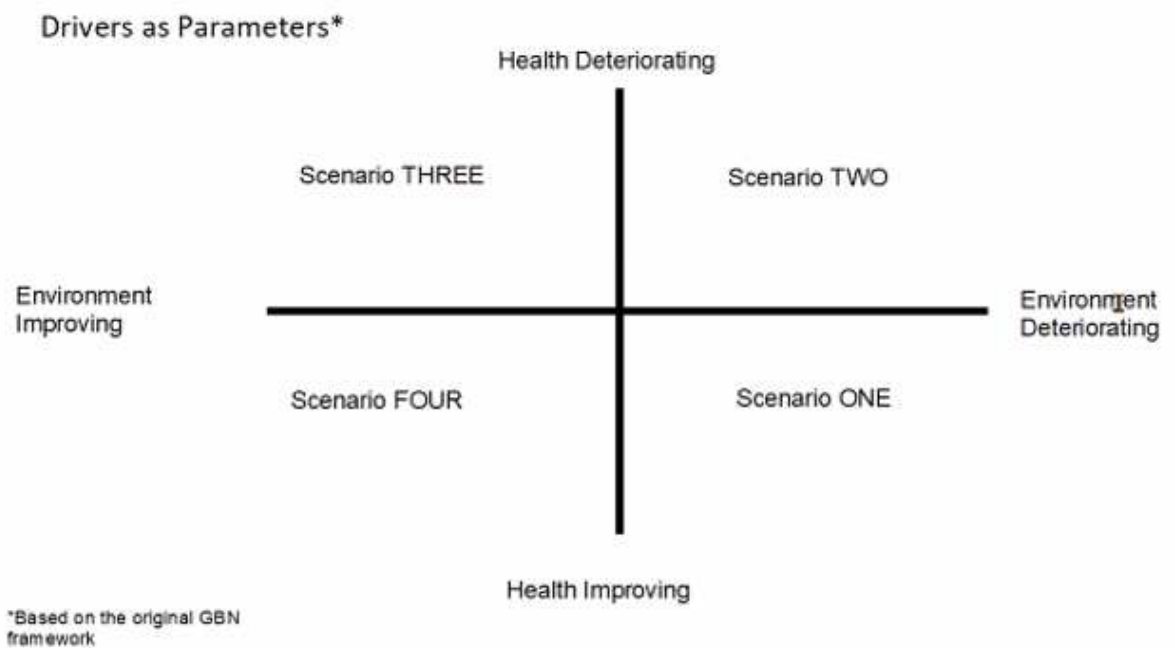 Drivers as Parameters*
Health Deteriorating
Scenario THREE
Scenario TWO
Environment
Improving
Environment
Deteriorating
Scenario FOUR
Scenario ONE
Health Improving
*Based on the original GBN
framework